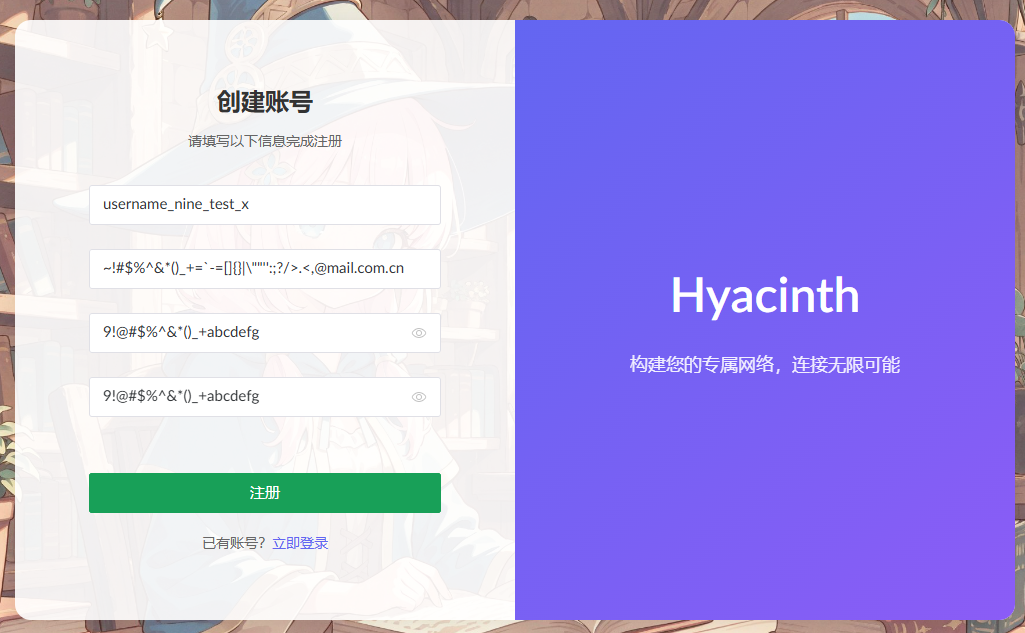 创建账号
请填写以下信息完成注册
username_nine_test_x
~!#$%^&*()_+=`-=[]{}|\"""':;?/>.<,@mail.com.cn
9!@#$%^&*()_+abcdefg
9!@#$%^&*()_+abcdefg
注册
已有账号？立即登录
Hyacinth
构建您的专属网络，连接无限可能